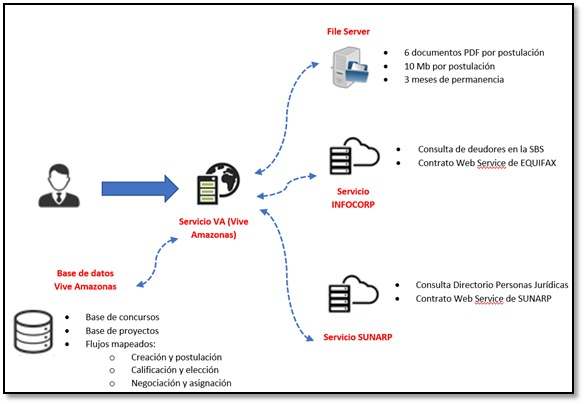 File Server
6 documentos PDF por postulación
10 Mb por postulación
3 meses de permanencia
Consulta de deudores en la SBS
Contrato Web Service de EQUIFAX
Servicio
INFOCORP
Servicio VA (Vive
Amazonas)
Base de datos
Vive Amazonas
Base de concursos
Base de proyectos
Flujos mapeados:
Creación y postulación
Calificación y elección
Negociación y asignación
Consulta Directorio Personas Jurídicas
Contrato Web Service de SUNARP
Servicio SUNARP